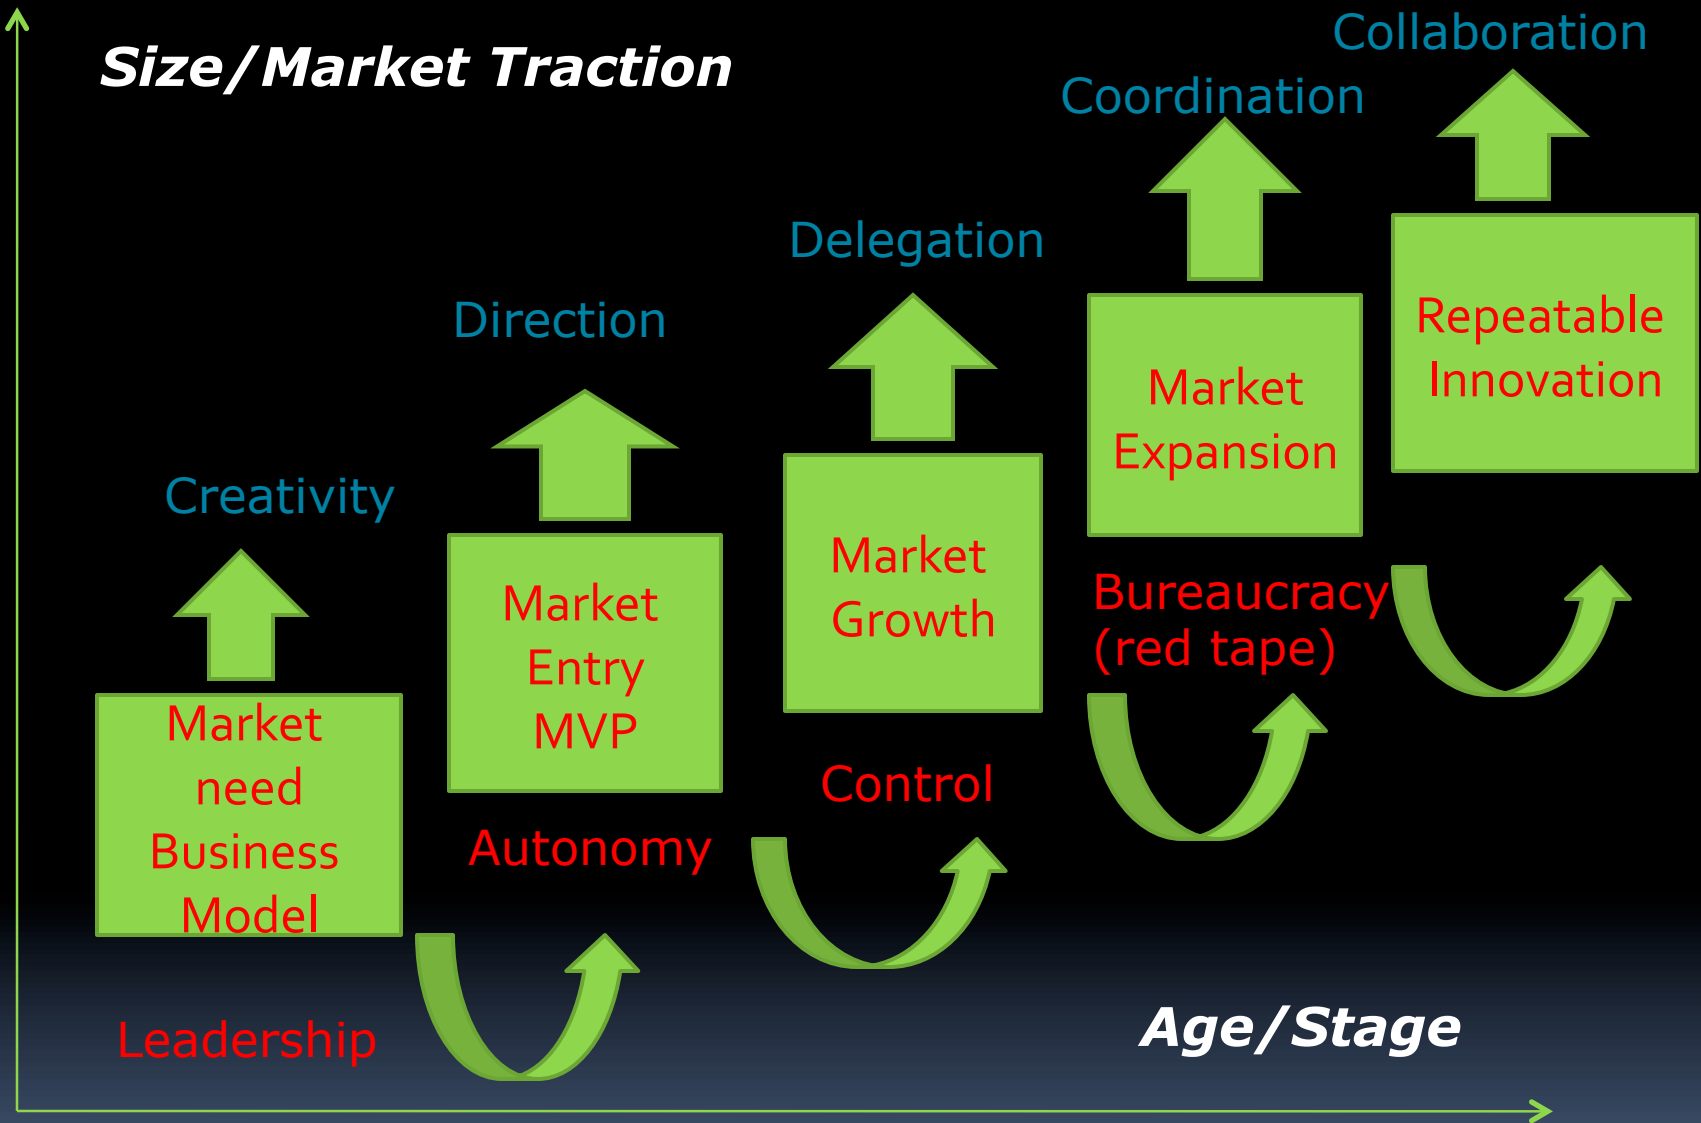 Size/Market Traction
Creativity
Market
need
Business
Model
Leadership
Direction
Market
Entry
MVP
Autonomy
Delegation
Market
Growth
Control
Coordination
Market
Expansion
Bureaucracy
(red tape)
Collaboration
Repeatable
Innovation
Age/Stage